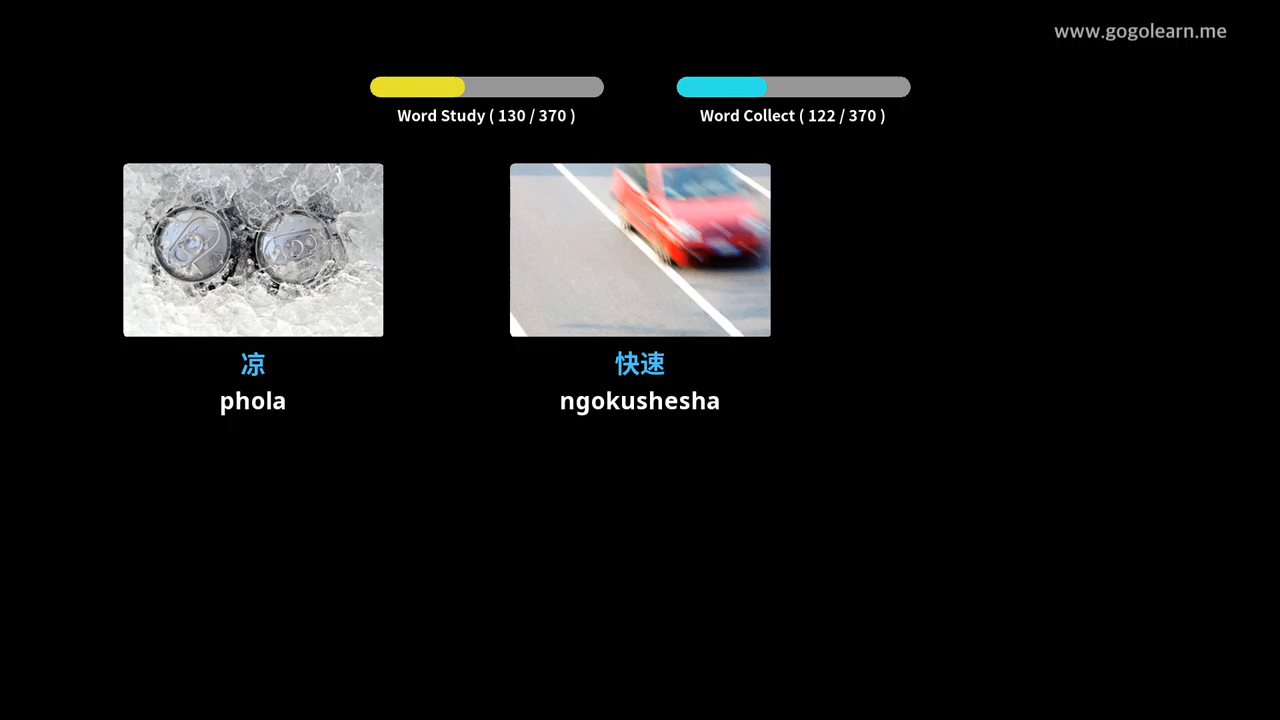 www.gogolearn.me
Word Study ( 130 / 370 )
Word Collect ( 122 / 370 )
凉
phola
快速
ngokushesha